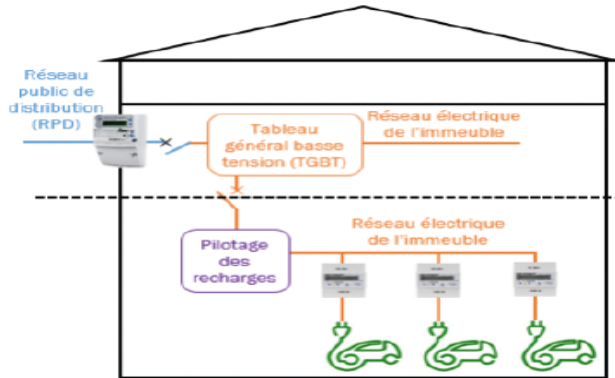 Réseau
public de
distribution
(RPD)
Tableau
général basse
tension (TGBT)
Réseau électrique
de l'immeuble
Réseau électrique
de l'immeuble
Pilotage
des
recharges